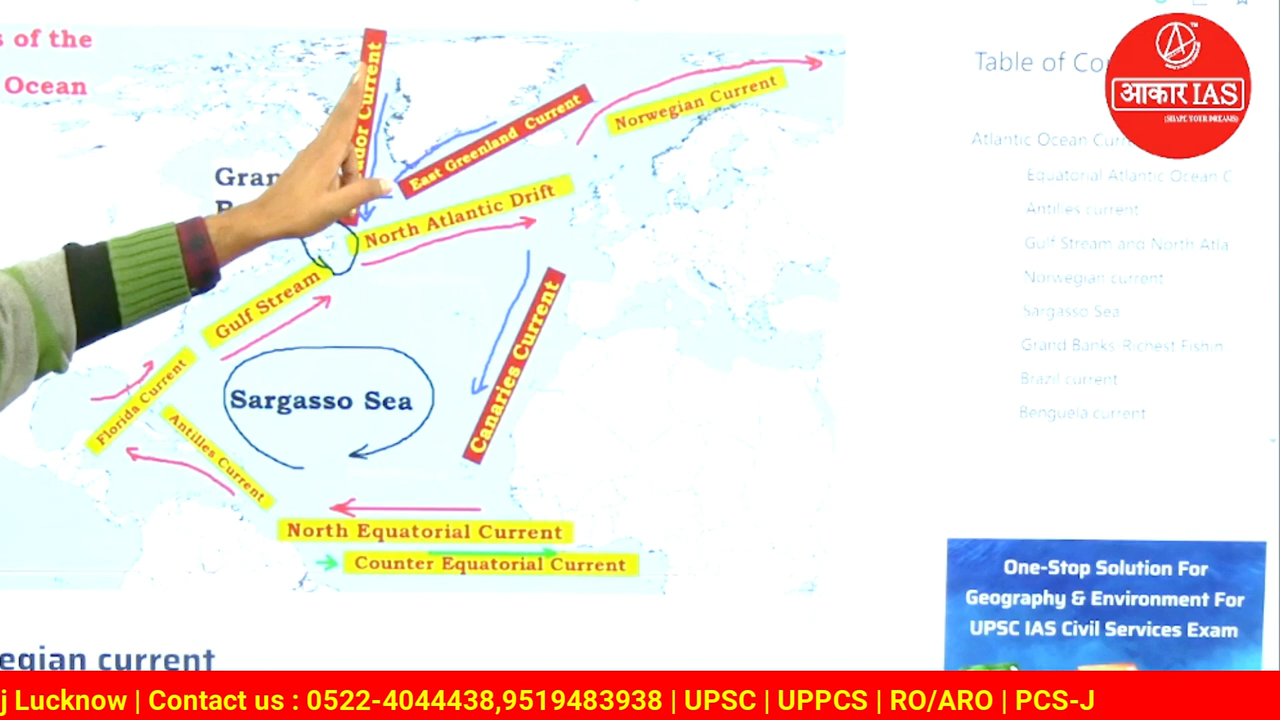 s of the
Ocean
ador Current
East Greenland Current
Norwegian Current
Gran
North Atlantic Drift
Gulf Stream
Florida Current
Antilles Current
Sargasso Sea
Canaries Current
North Equatorial Current
Counter Equatorial Current
egian current
Table of Co
Atlantic Ocean Curr
Equatorial Atlantic Ocean C
Antilles current
Gulf Stream and North Atla
Norwegian current
Sargasso Sea
Grand Banks-Richest Fishin
Brazil current
Benguela current
आकार IAS
(SHAPE YOUR DREAMS)
One-Stop Solution For
Geography & Environment For
UPSC IAS Civil Services Exam
j Lucknow | Contact us : 0522-4044438,9519483938 | UPSC | UPPCS | RO/ARO | PCS-J